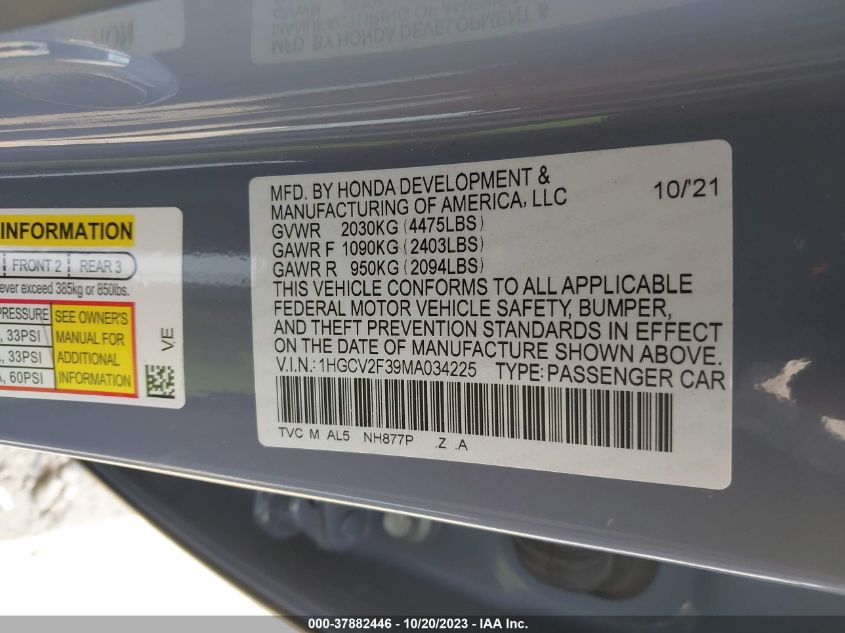 MFD. BY HONDA DEVELOPMENT &
MANUFACTURING OF AMERICA, LLC 10/'21
GVWR 2030KG (4475LBS)
GAWR F 1090KG (2403LBS)
GAWR R 950KG (2094LBS)
THIS VEHICLE CONFORMS TO ALL APPLICABLE
FEDERAL MOTOR VEHICLE SAFETY, BUMPER,
AND THEFT PREVENTION STANDARDS IN EFFECT
ON THE DATE OF MANUFACTURE SHOWN ABOVE.
V.I.N.: 1HGCV2F39MA034225 TYPE: PASSENGER CAR
TVC M AL5 NH877P .Z .A
INFORMATION
FRONT 2 REAR 3
ever exceed 385kg or 850lbs.
PRESSURE SEE OWNER'S
, 33PSI MANUAL FOR
, 33PSI ADDITIONAL
A, 60PSI INFORMATION
VE
000-37882446 - 10/20/2023 - COPYRIGHT IAA, Inc.